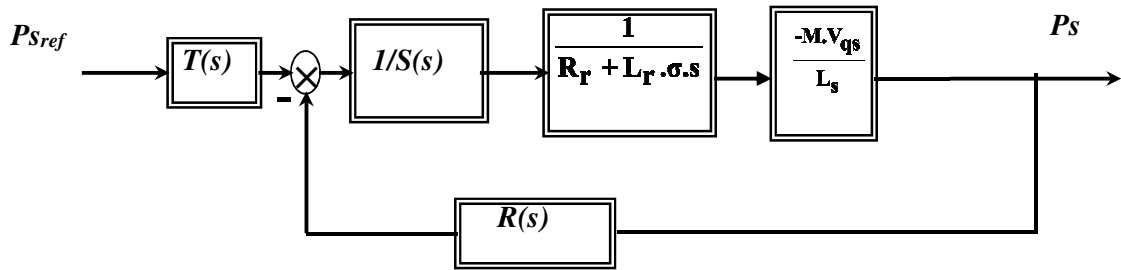 Ps_ref
T(s)
-
1/S(s)
1
R_r + L_r .σ.s
-M.V_qs
L_s
Ps
R(s)